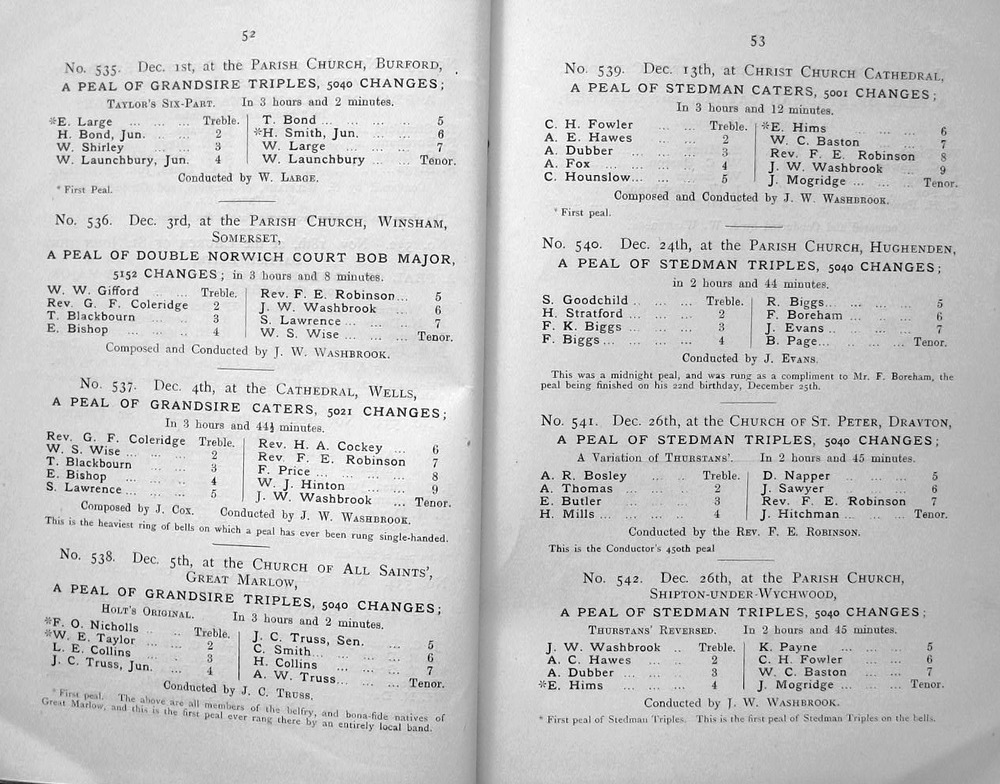 52
No. 535. Dec. 1st, at the PARISH CHURCH, BURFORD,
A PEAL OF GRANDSIRE TRIPLES, 5040 CHANGES;
TAYLOR'S SIX-PART. In 3 hours and 2 minutes.
*E. Large ... ... ... Treble. T. Bond ... ... ... ... 5
H. Bond, Jun. ... ... 2 *H. Smith, Jun. ... ... 6
W. Shirley ... ... 3 W. Large ... ... ... 7
W. Launchbury, Jun. 4 W. Launchbury ... ... Tenor.
Conducted by W. LARGE.
* First Peal.
No. 536. Dec. 3rd, at the PARISH CHURCH, WINSHAM,
SOMERSET,
A PEAL OF DOUBLE NORWICH COURT BOB MAJOR,
5152 CHANGES; in 3 hours and 8 minutes.
W. W. Gifford ... ... Treble. Rev. F. E. Robinson... 5
Rev. G. F. Coleridge 2 J. W. Washbrook ... 6
T. Blackbourn ... 3 S. Lawrence ... ... ... 7
E. Bishop ... ... 4 W. S. Wise ... ... ... Tenor.
Composed and Conducted by J. W. WASHBROOK.
No. 537. Dec. 4th, at the CATHEDRAL, WELLS,
A PEAL OF GRANDSIRE CATERS, 5021 CHANGES;
In 3 hours and 44½ minutes.
Rev. G. F. Coleridge Treble. Rev. H. A. Cockey ... 6
W. S. Wise ... ... 2 Rev. F. E. Robinson 7
T. Blackbourn ... 3 F. Price ... ... ... 8
E. Bishop ... ... 4 W. J. Hinton ... ... 9
S. Lawrence ... ... 5 J. W. Washbrook ... Tenor.
Composed by J. COX. Conducted by J. W. WASHBROOK.
This is the heaviest ring of bells on which a peal has ever been rung single-handed.
No. 538. Dec. 5th, at the CHURCH OF ALL SAINTS',
GREAT MARLOW,
A PEAL OF GRANDSIRE TRIPLES, 5040 CHANGES;
HOLT'S ORIGINAL. In 3 hours and 2 minutes.
*F. O. Nicholls ... Treble. J. C. Truss, Sen. ... 5
*W. E. Taylor ... 2 C. Smith... ... ... 6
L. E. Collins ... 3 H. Collins ... ... 7
J. C. Truss, Jun. ... 4 A. W. Truss... ... ... Tenor.
Conducted by J. C. TRUSS.
* First peal. The above are all members of the belfry, and bona-fide natives of
Great Marlow, and this is the first peal ever rang there by an entirely local band.
53
No. 539. Dec. 13th, at CHRIST CHURCH CATHEDRAL,
A PEAL OF STEDMAN CATERS, 5001 CHANGES;
In 3 hours and 12 minutes.
C. H. Fowler ... Treble. *E. Hims ... ... 6
A. E. Hawes ... ... 2 W. C. Baston ... ... 7
A. Dubber ... ... 3 Rev. F. E. Robinson 8
A. Fox ... ... ... 4 J. W. Washbrook ... 9
C. Hounslow... ... ... 5 J. Mogridge ... ... ... Tenor.
Composed and Conducted by J. W. WASHBROOK.
* First peal.
No. 540. Dec. 24th, at the PARISH CHURCH, HUGHENDEN,
A PEAL OF STEDMAN TRIPLES, 5040 CHANGES;
in 2 hours and 44 minutes.
S. Goodchild ... ... Treble. R. Biggs... ... ... ... 5
H. Stratford ... ... ... 2 F. Boreham ... ... ... 6
F. K. Biggs ... ... 3 J. Evans ... ... ... 7
F. Biggs ... ... ... 4 B. Page... ... ... Tenor.
Conducted by J. EVANS.
This was a midnight peal, and was rung as a compliment to Mr. F. Boreham, the
peal being finished on his 22nd birthday, December 25th.
No. 541. Dec. 26th, at the CHURCH OF ST. PETER, DRAYTON,
A PEAL OF STEDMAN TRIPLES, 5040 CHANGES;
A Variation of THURSTANS'. In 2 hours and 45 minutes.
A. R. Bosley ... ... Treble. D. Napper ... ... ... 5
A. Thomas ... ... ... 2 J. Sawyer ... ... ... 6
E. Butler ... ... ... 3 Rev. F. E. Robinson 7
H. Mills ... ... ... 4 J. Hitchman ... ... Tenor.
Conducted by the REV. F. E. ROBINSON.
This is the Conductor's 450th peal
No. 542. Dec. 26th, at the PARISH CHURCH,
SHIPTON-UNDER-WYCHWOOD,
A PEAL OF STEDMAN TRIPLES, 5040 CHANGES;
THURSTANS' REVERSED. In 2 hours and 45 minutes.
J. W. Washbrook .. Treble. K. Payne ... ... ... 5
A. C. Hawes ... ... 2 C. H. Fowler ... ... 6
A. Dubber ... ... ... 3 W. C. Baston ... ... 7
*E. Hims ... ... ... 4 J. Mogridge ... ... ... Tenor.
Conducted by J. W. WASHBROOK.
* First peal of Stedman Triples. This is the first peal of Stedman Triples on the bells.